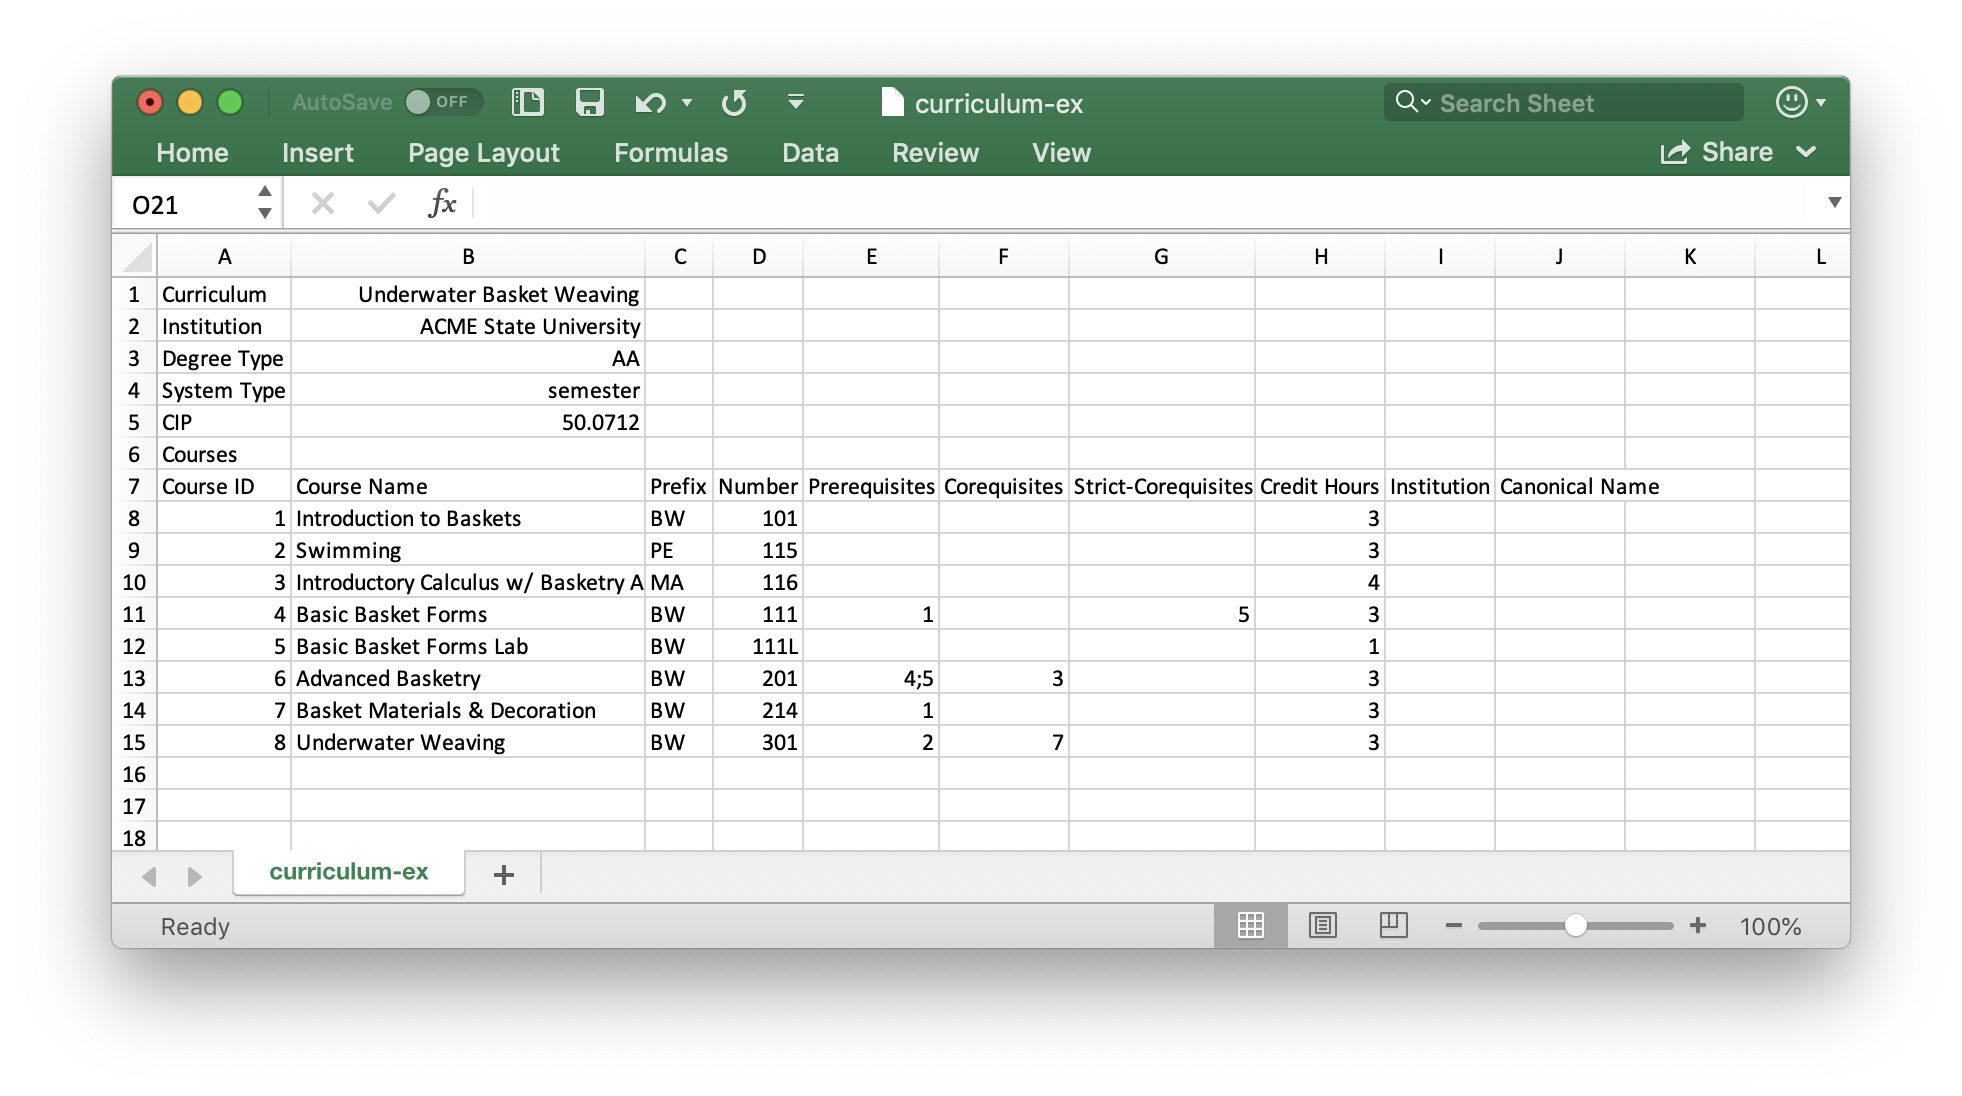 AutoSave OFF curriculum-ex Search Sheet
Home Insert Page Layout Formulas Data Review View Share
O21 fx
A B C D E F G H I J K L
1 Curriculum Underwater Basket Weaving
2 Institution ACME State University
3 Degree Type AA
4 System Type semester
5 CIP 50.0712
6 Courses
7 Course ID Course Name Prefix Number Prerequisites Corequisites Strict-Corequisites Credit Hours Institution Canonical Name
8 1 Introduction to Baskets BW 101 3
9 2 Swimming PE 115 3
10 3 Introductory Calculus w/ Basketry A MA 116 4
11 4 Basic Basket Forms BW 111 1 5 3
12 5 Basic Basket Forms Lab BW 111L 1
13 6 Advanced Basketry BW 201 4;5 3 3
14 7 Basket Materials & Decoration BW 214 1 3
15 8 Underwater Weaving BW 301 2 7 3
16
17
18
curriculum-ex +
Ready 100%